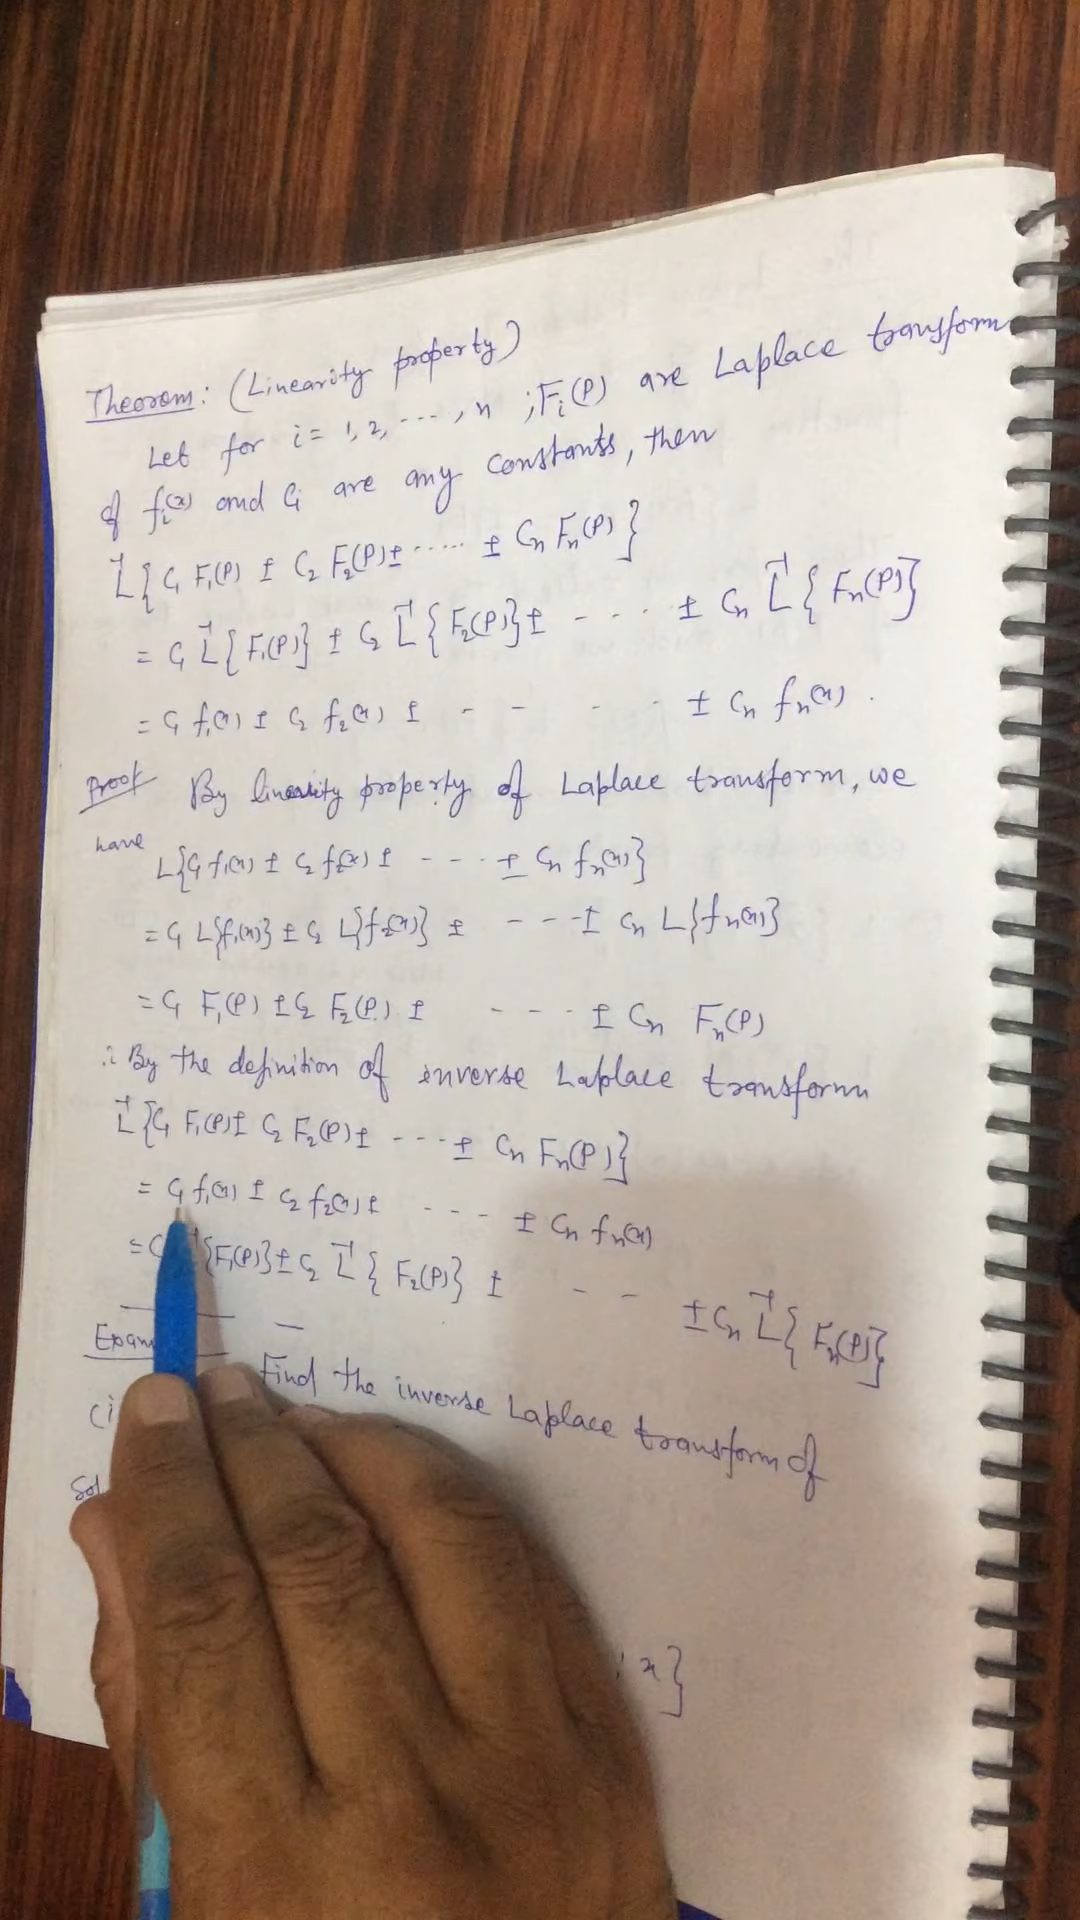 Theorem: (Linearity property)
Let for i = 1, 2, ..., n ; Fᵢ(P) are Laplace transform
of fᵢ(x) and Cᵢ are any constants, then
L⁻¹{C₁ F₁(P) ± C₂ F₂(P) ± ..... ± Cₙ Fₙ(P)}
= C₁ L⁻¹{F₁(P)} ± C₂ L⁻¹{F₂(P)} ± - - - ± Cₙ L⁻¹{Fₙ(P)}
= C₁ f₁(x) ± C₂ f₂(x) ± - - - - ± Cₙ fₙ(x).
Proof By linearity property of Laplace transform, we
have
L{C₁ f₁(x) ± C₂ f₂(x) ± - - - ± Cₙ fₙ(x)}
= C₁ L{f₁(x)} ± C₂ L{f₂(x)} ± - - - ± Cₙ L{fₙ(x)}
= C₁ F₁(P) ± C₂ F₂(P) ± - - - ± Cₙ Fₙ(P)
∴ By the definition of inverse Laplace transform
L⁻¹{C₁ F₁(P) ± C₂ F₂(P) ± - - - ± Cₙ Fₙ(P)}
= C₁ f₁(x) ± C₂ f₂(x) ± - - - ± Cₙ fₙ(x)
= C {F₁(P)} ± C₂ L⁻¹{F₂(P)} ± - - ± Cₙ L⁻¹{Fₙ(P)}
Find the inverse Laplace transform of
(i
Sol
x}